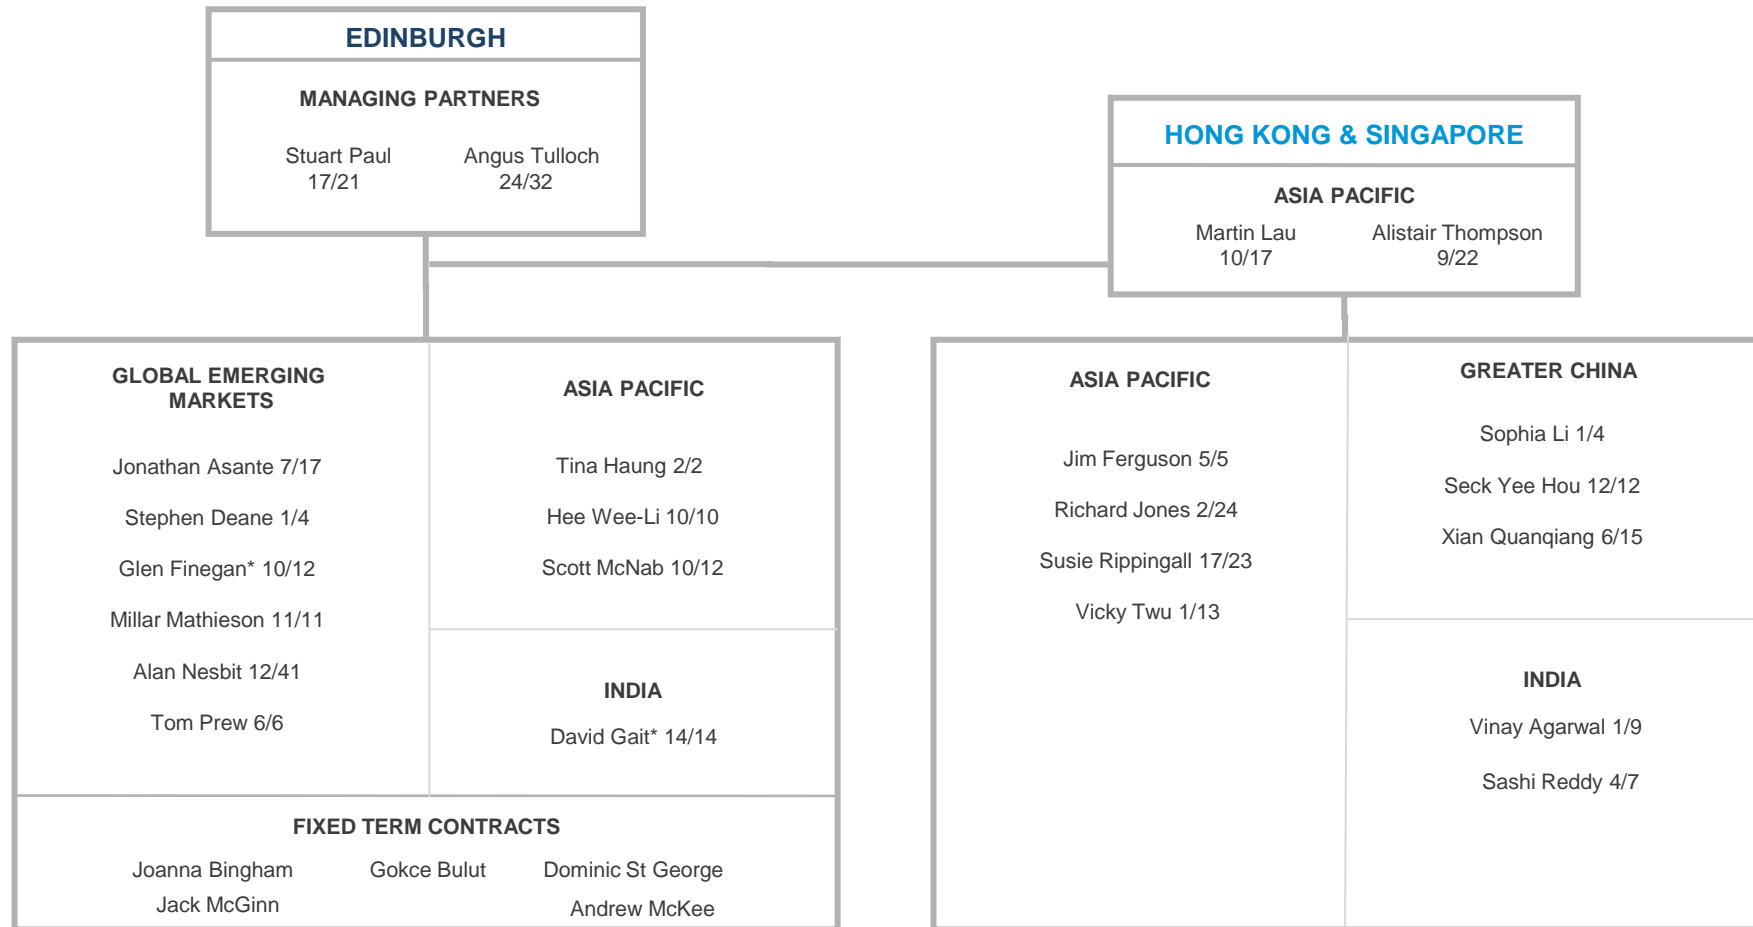 EDINBURGH
MANAGING PARTNERS
Stuart Paul
17/21
Angus Tulloch
24/32
HONG KONG & SINGAPORE
ASIA PACIFIC
Martin Lau
10/17
Alistair Thompson
9/22
GLOBAL EMERGING
MARKETS
Jonathan Asante 7/17
Stephen Deane 1/4
Glen Finegan* 10/12
Millar Mathieson 11/11
Alan Nesbit 12/41
Tom Prew 6/6
ASIA PACIFIC
Tina Haung 2/2
Hee Wee-Li 10/10
Scott McNab 10/12
INDIA
David Gait* 14/14
FIXED TERM CONTRACTS
Joanna Bingham
Gokce Bulut
Dominic St George
Jack McGinn
Andrew McKee
ASIA PACIFIC
Jim Ferguson 5/5
Richard Jones 2/24
Susie Rippingall 17/23
Vicky Twu 1/13
GREATER CHINA
Sophia Li 1/4
Seck Yee Hou 12/12
Xian Quanqiang 6/15
INDIA
Vinay Agarwal 1/9
Sashi Reddy 4/7